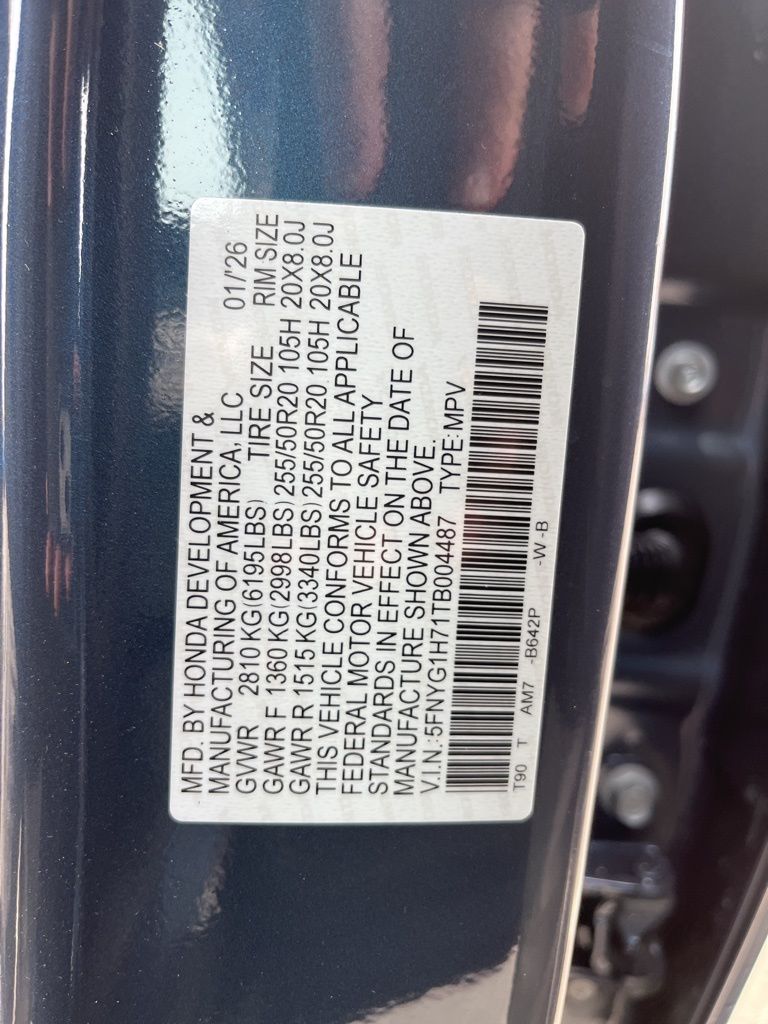 MFD. BY HONDA DEVELOPMENT &
MANUFACTURING OF AMERICA, LLC 01/'26
GVWR 2810 KG(6195LBS) TIRE SIZE RIM SIZE
GAWR F 1360 KG(2998LBS)255/50R20 105H 20X8.0J
GAWR R 1515 KG(3340LBS)255/50R20 105H 20X8.0J
THIS VEHICLE CONFORMS TO ALL APPLICABLE
FEDERAL MOTOR VEHICLE SAFETY
STANDARDS IN EFFECT ON THE DATE OF
MANUFACTURE SHOWN ABOVE.
V.I.N.:5FNYG1H71TB004487 TYPE:MPV
T90 T AM7 -B642P -W -B